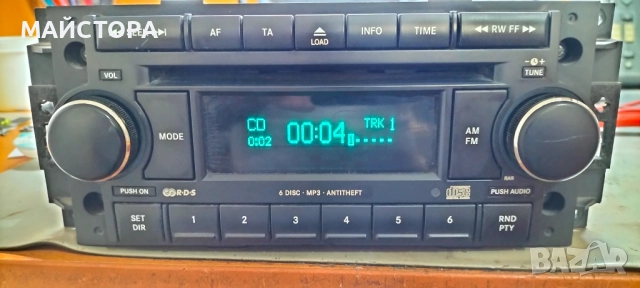 МАЙСТОРА
SEEK
AF
TA
LOAD
INFO
TIME
◄◄ RW FF ►►
VOL
TUNE
CD
0:02
00:04
TRK 1
MODE
AM
FM
PUSH ON
R·D·S
6 DISC · MP3 · ANTITHEFT
PUSH AUDIO
SET
DIR
1 2 3 4 5 6
RND
PTY
BAZAR